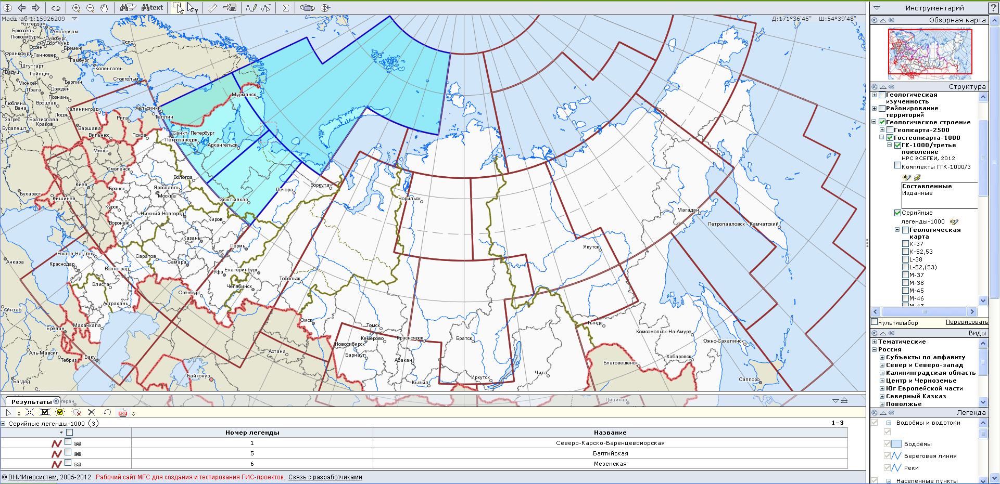 text
Масштаб 1:15926209
Д:171°36'45" Ш:54°39'48"
Роттердам
Брюссель
Амстердам
Люксембург
Дуйсбург
Дортмунд
Эссен
Бремен
Франкфурт
Ганновер
Гамбург
Осло
Штутгарт
Копенгаген
Вадуц
Лейпциг
Мюнхен
Берлин
Стокгольм
Прага
Дрезден
Познань
Любляна
Вроцлав
Вена
Калининград
Хельсинки
Мурманск
Загреб
Братислава
Лодзь
Краков
Будапешт
Варшава
Рига
Таллин
Вильнюс
Псков
Санкт- Петербург
Петрозаводск
Архангельск
Минск
Смоленск
Вологда
Киев
Брянск
Ярославль
Москва
Воркута
Печора
Бухарест
Кишинев
Курск
Сыктывкар
Норильск
Нижний Новгород
Воронеж
Киров
Магадан
Петропавловск - Камчатский
Казань
Пермь
Якутск
Анкара
Ростов-На-Дону
Саратов
Самара
Краснодар
Волгоград
Уфа
Екатеринбург
Элиста
Челябинск
Тобольск
Оренбург
Айнтаб
Астрахань
Ереван
Махачкала
Омск
Томск
Тында
Комсомольск-На-Амуре
Новосибирск
Кемерово
Красноярск
Братск
Южно-Сахалинск
Аль-Мавсил
Тебриз
Баку
Астана
Барнаул
Абакан
Благовещенск
Хабаровск
Байконур
Чита
Иркутск
Кызыл
Саппоро
Багдад
Цицикар
Результаты
Серийные легенды-1000 (3)
1-3
* Номер легенды Название
1 Северо-Карско-Баренцевоморская
5 Балтийская
6 Мезенская
© ВНИИгеосистем, 2005-2012. Рабочий сайт МГС для создания и тестирования ГИС-проектов. Связь с разработчиками
Инструментарий
Обзорная карта
Структура
Геологическая
изученность
Районирование
территорий
Геологическое строение
Геолкарта-2500
Госгеолкарта-1000
ГК-1000/третье
поколение
НРС ВСЕГЕИ, 2012
Комплекты ГГК-1000/3
Составленные
Изданные
Серийные
легенды-1000
Геологическая
карта
K-37
K-52,53
L-38
L-52,(53)
M-37
M-38
M-45
M-46
M-47
мультивыбор Перерисовать
Виды
Тематические
Россия
Субъекты по алфавиту
Север и Северо-запад
Калининградская область
Центр и Черноземье
Юг Европейской части
Северный Кавказ
Поволжье
Легенда
Водоёмы и водотоки
Водоёмы
Береговая линия
Реки
Населённые пункты